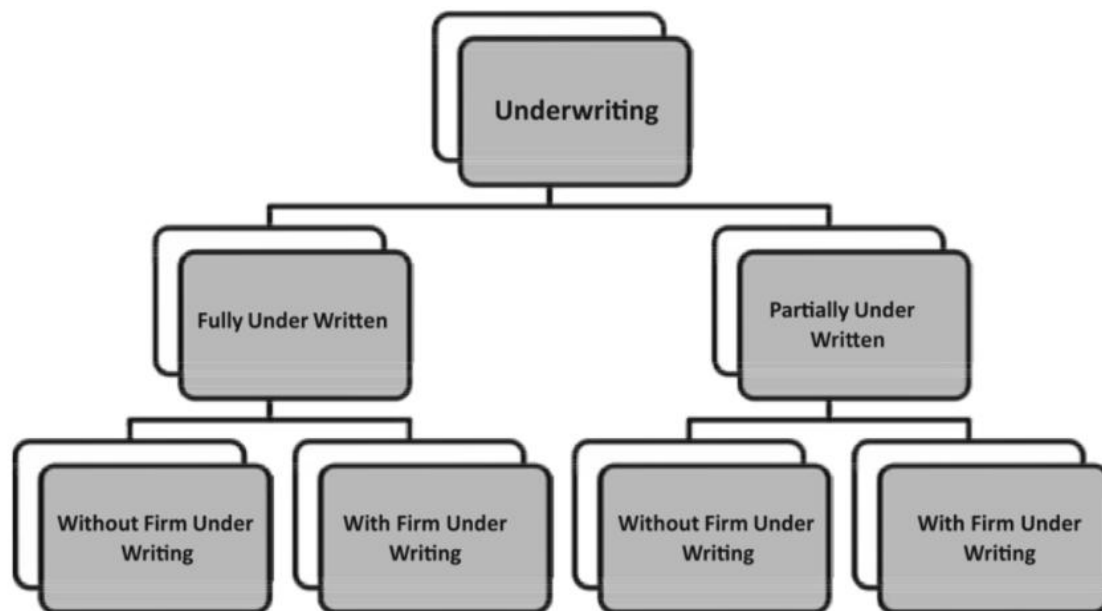 Underwriting
Fully Under Written
Partially Under
Written
Without Firm Under
Writing
With Firm Under
Writing
Without Firm Under
Writing
With Firm Under
Writing